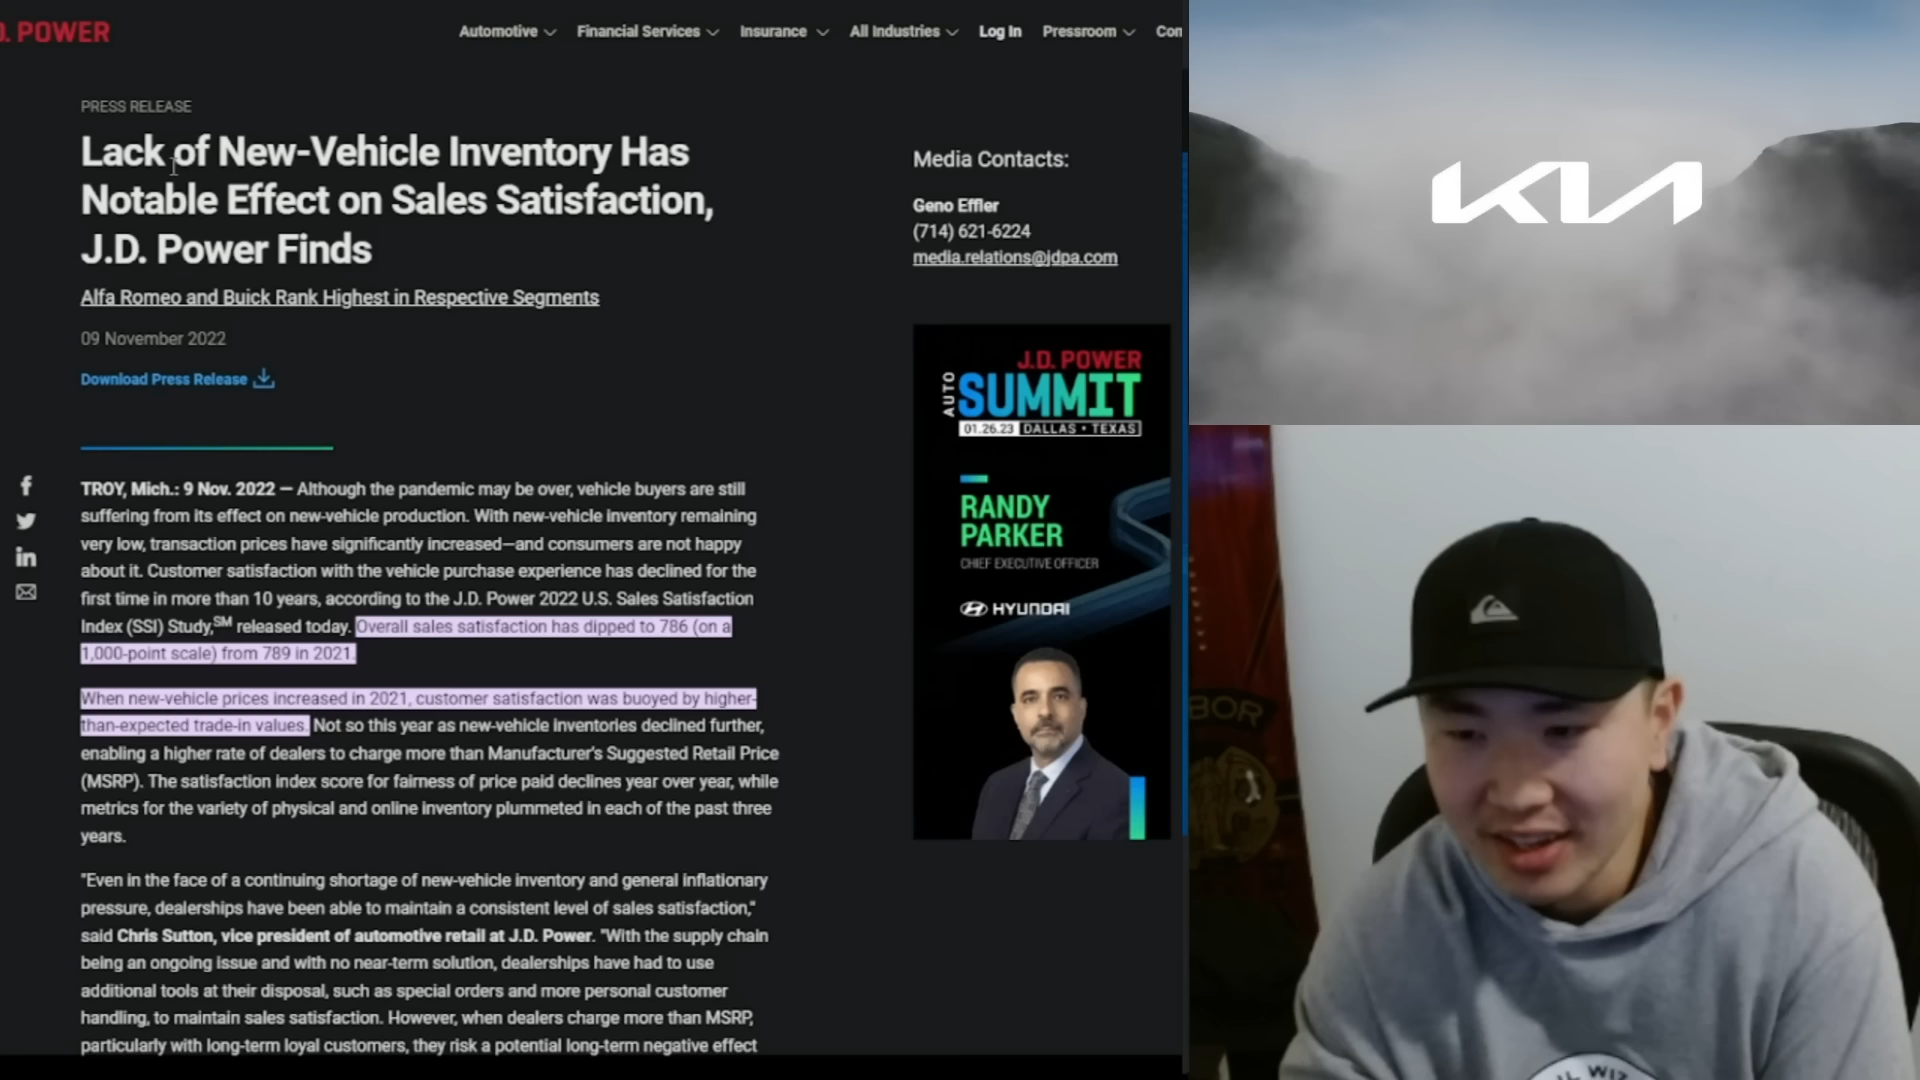 D. POWER
Automotive
Financial Services
Insurance
All Industries
Log In
Pressroom
Con
PRESS RELEASE
Lack of New-Vehicle Inventory Has
Notable Effect on Sales Satisfaction,
J.D. Power Finds
Alfa Romeo and Buick Rank Highest in Respective Segments
09 November 2022
Download Press Release
TROY, Mich.: 9 Nov. 2022 — Although the pandemic may be over, vehicle buyers are still
suffering from its effect on new-vehicle production. With new-vehicle inventory remaining
very low, transaction prices have significantly increased—and consumers are not happy
about it. Customer satisfaction with the vehicle purchase experience has declined for the
first time in more than 10 years, according to the J.D. Power 2022 U.S. Sales Satisfaction
Index (SSI) Study,SM released today. Overall sales satisfaction has dipped to 786 (on a
1,000-point scale) from 789 in 2021.
When new-vehicle prices increased in 2021, customer satisfaction was buoyed by higher-
than-expected trade-in values. Not so this year as new-vehicle inventories declined further,
enabling a higher rate of dealers to charge more than Manufacturer's Suggested Retail Price
(MSRP). The satisfaction index score for fairness of price paid declines year over year, while
metrics for the variety of physical and online inventory plummeted in each of the past three
years.
"Even in the face of a continuing shortage of new-vehicle inventory and general inflationary
pressure, dealerships have been able to maintain a consistent level of sales satisfaction,"
said Chris Sutton, vice president of automotive retail at J.D. Power. "With the supply chain
being an ongoing issue and with no near-term solution, dealerships have had to use
additional tools at their disposal, such as special orders and more personal customer
handling, to maintain sales satisfaction. However, when dealers charge more than MSRP,
particularly with long-term loyal customers, they risk a potential long-term negative effect
Media Contacts:
Geno Effler
(714) 621-6224
media.relations@jdpa.com
J.D. POWER
AUTO
SUMMIT
01.26.23 DALLAS • TEXAS
RANDY
PARKER
CHIEF EXECUTIVE OFFICER
HYUNDAI
KIA
BOR
WIZ